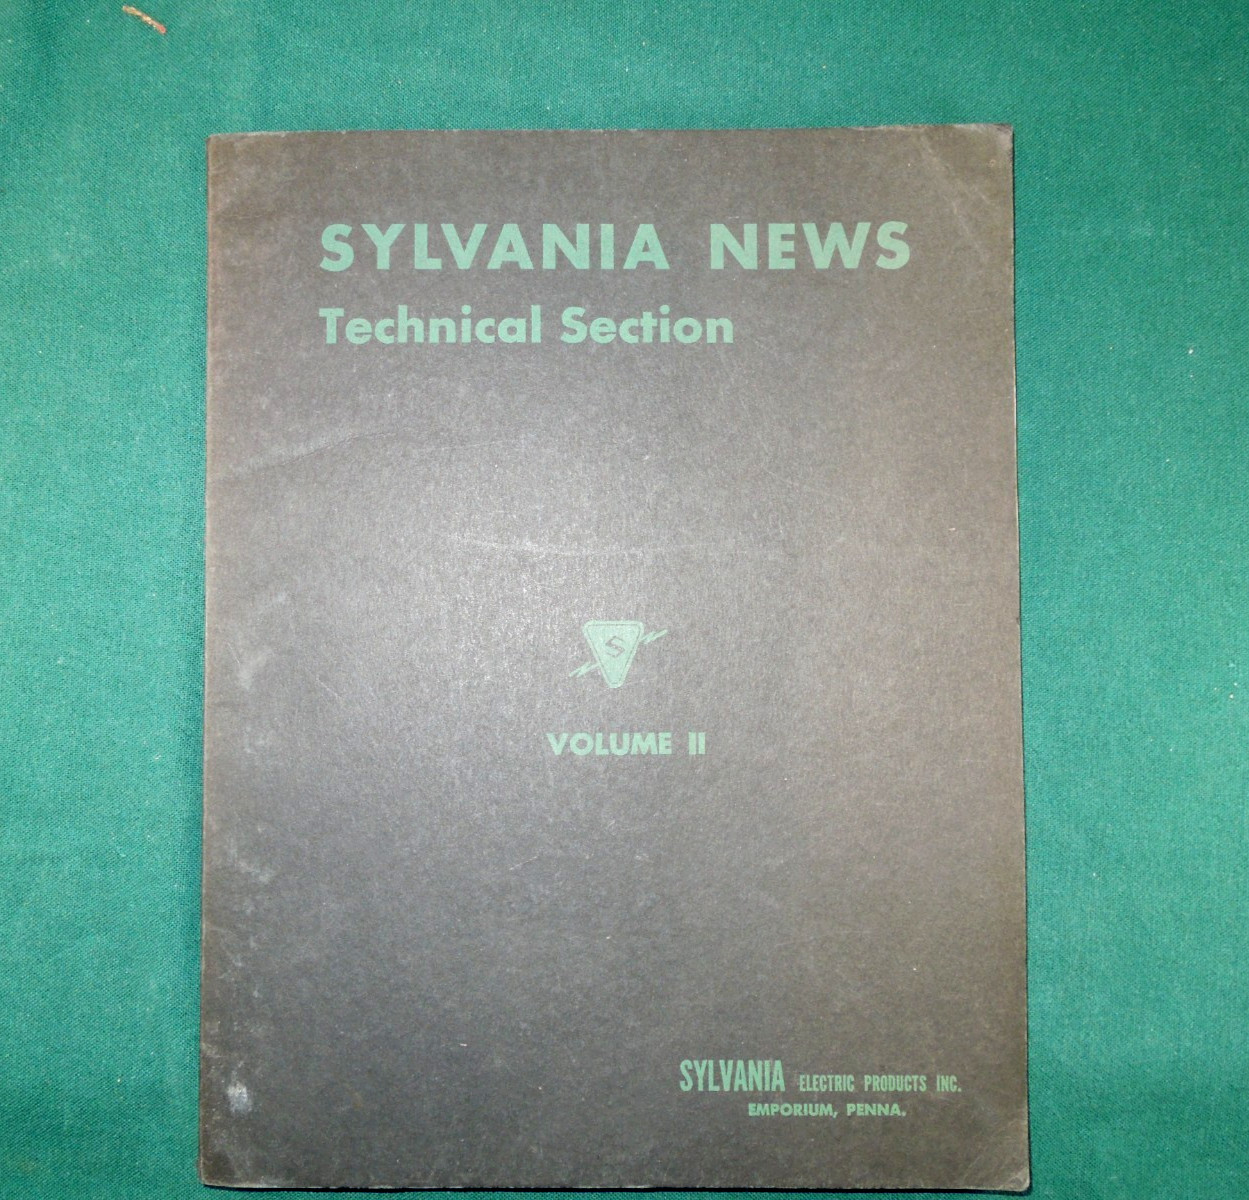 SYLVANIA NEWS
Technical Section
S
VOLUME II
SYLVANIA ELECTRIC PRODUCTS INC.
EMPORIUM, PENNA.